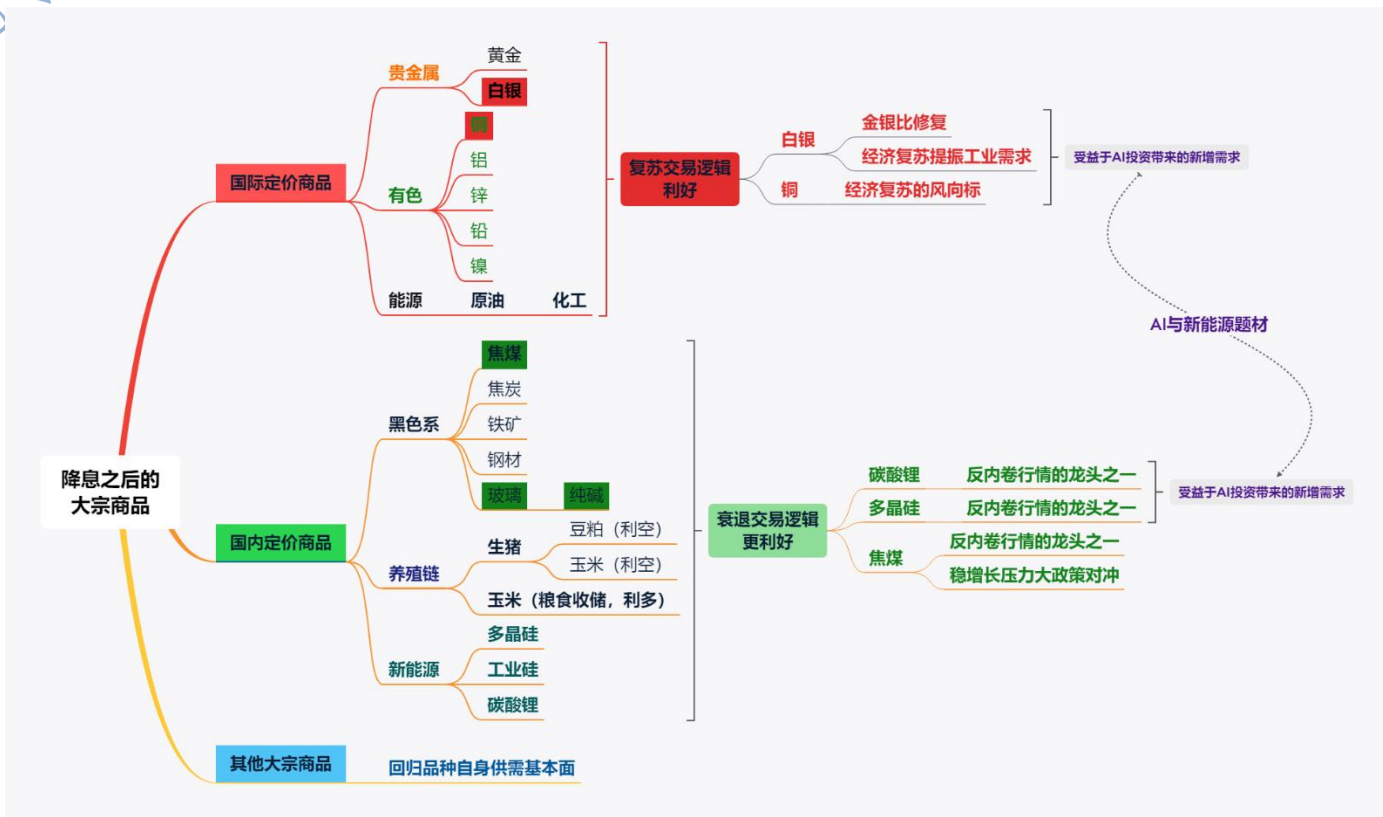 降息之后的
大宗商品
国际定价商品
贵金属
黄金
白银
有色
铜
铝
锌
铅
镍
能源
原油
化工
复苏交易逻辑
利好
白银
金银比修复
经济复苏提振工业需求
铜
经济复苏的风向标
受益于AI投资带来的新增需求
AI与新能源题材
国内定价商品
黑色系
焦煤
焦炭
铁矿
钢材
玻璃
纯碱
养殖链
生猪
豆粕（利空）
玉米（利空）
玉米（粮食收储，利多）
新能源
多晶硅
工业硅
碳酸锂
衰退交易逻辑
更利好
碳酸锂
反内卷行情的龙头之一
多晶硅
反内卷行情的龙头之一
焦煤
反内卷行情的龙头之一
稳增长压力大政策对冲
受益于AI投资带来的新增需求
其他大宗商品
回归品种自身供需基本面